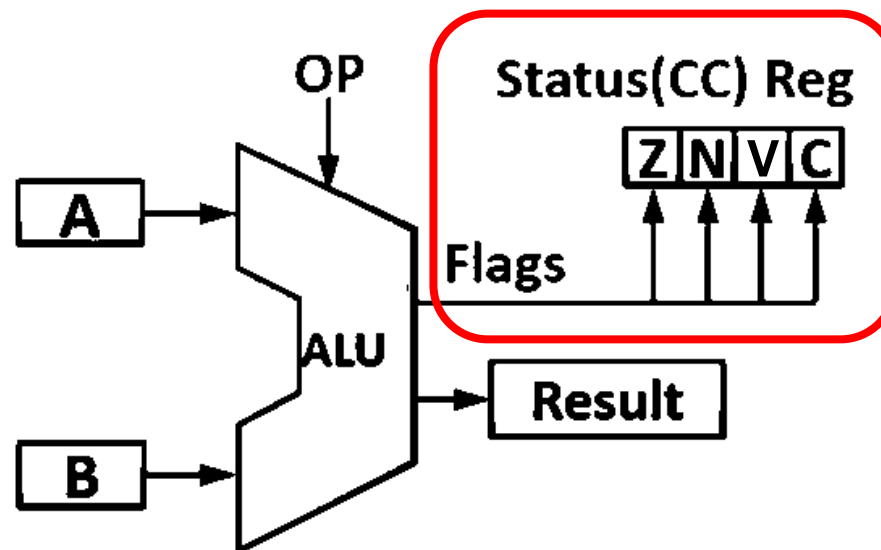 OP
Status(CC) Reg
Z N V C
A
Flags
ALU
Result
B